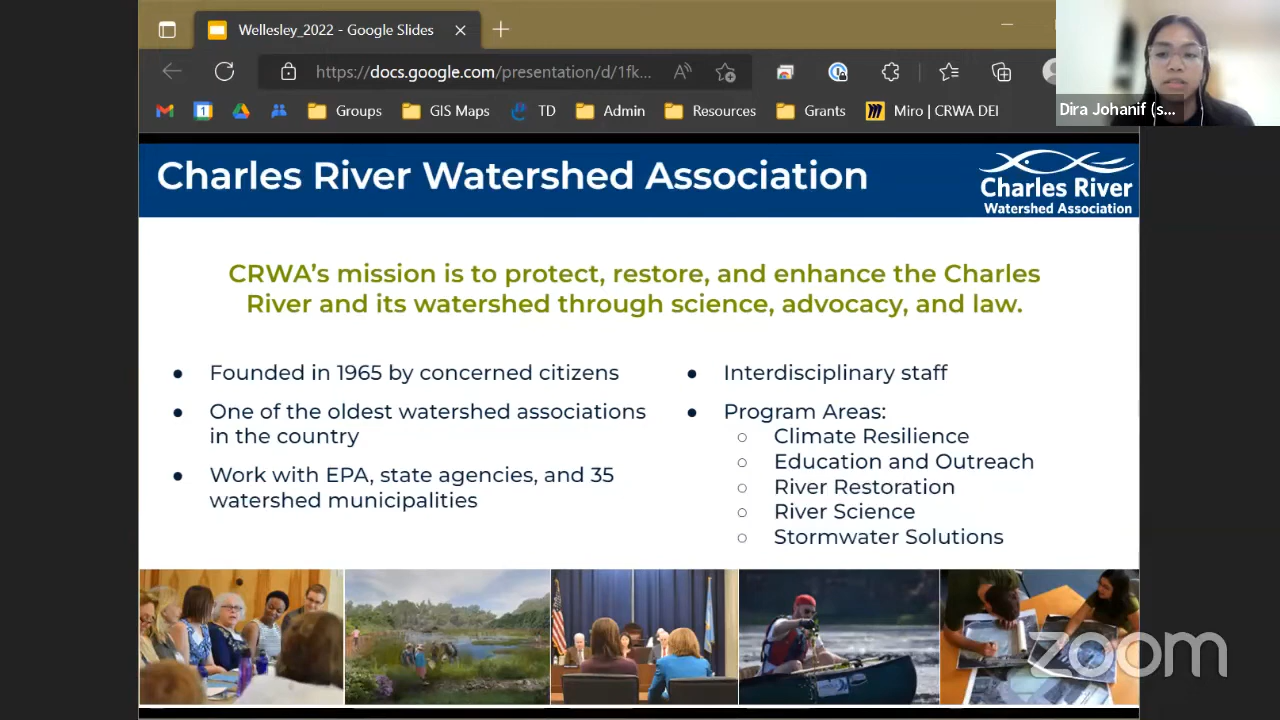 Wellesley_2022 - Google Slides
https://docs.google.com/presentation/d/1fk...
Groups
GIS Maps
TD
Admin
Resources
Grants
Miro | CRWA DEI
Dira Johanif (s...
Charles River Watershed Association
Charles River
Watershed Association
CRWA's mission is to protect, restore, and enhance the Charles
River and its watershed through science, advocacy, and law.
● Founded in 1965 by concerned citizens
● One of the oldest watershed associations
in the country
● Work with EPA, state agencies, and 35
watershed municipalities
● Interdisciplinary staff
● Program Areas:
○ Climate Resilience
○ Education and Outreach
○ River Restoration
○ River Science
○ Stormwater Solutions
zoom